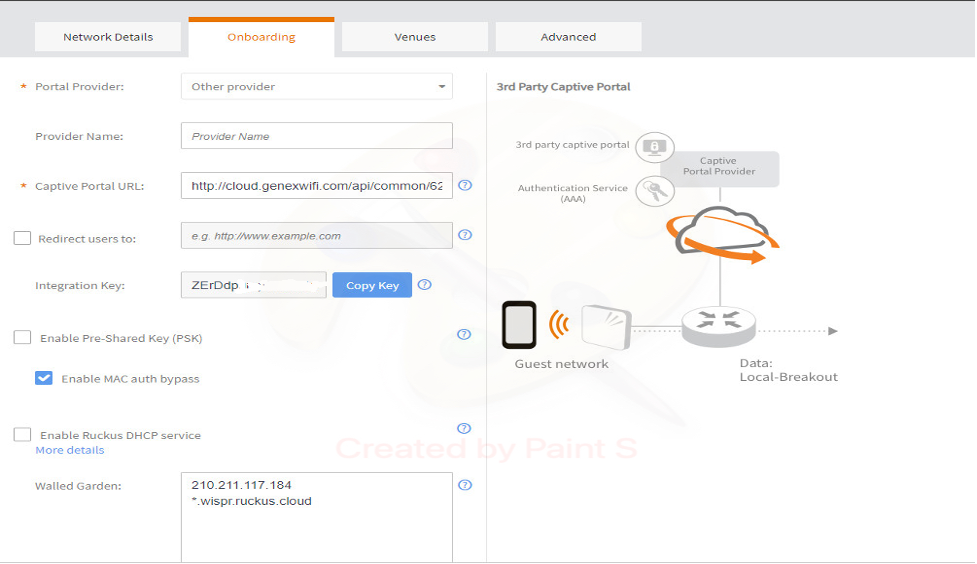 Network Details
Onboarding
Venues
Advanced
* Portal Provider:
Other provider
Provider Name:
Provider Name
* Captive Portal URL:
http://cloud.genexwifi.com/api/common/62
Redirect users to:
e.g. http://www.example.com
Integration Key:
ZErDdp
Copy Key
Enable Pre-Shared Key (PSK)
Enable MAC auth bypass
Enable Ruckus DHCP service
More details
Walled Garden:
210.211.117.184
*.wispr.ruckus.cloud
3rd Party Captive Portal
3rd party captive portal
Authentication Service
(AAA)
Captive
Portal Provider
Guest network
Data:
Local-Breakout
Created by Paint S